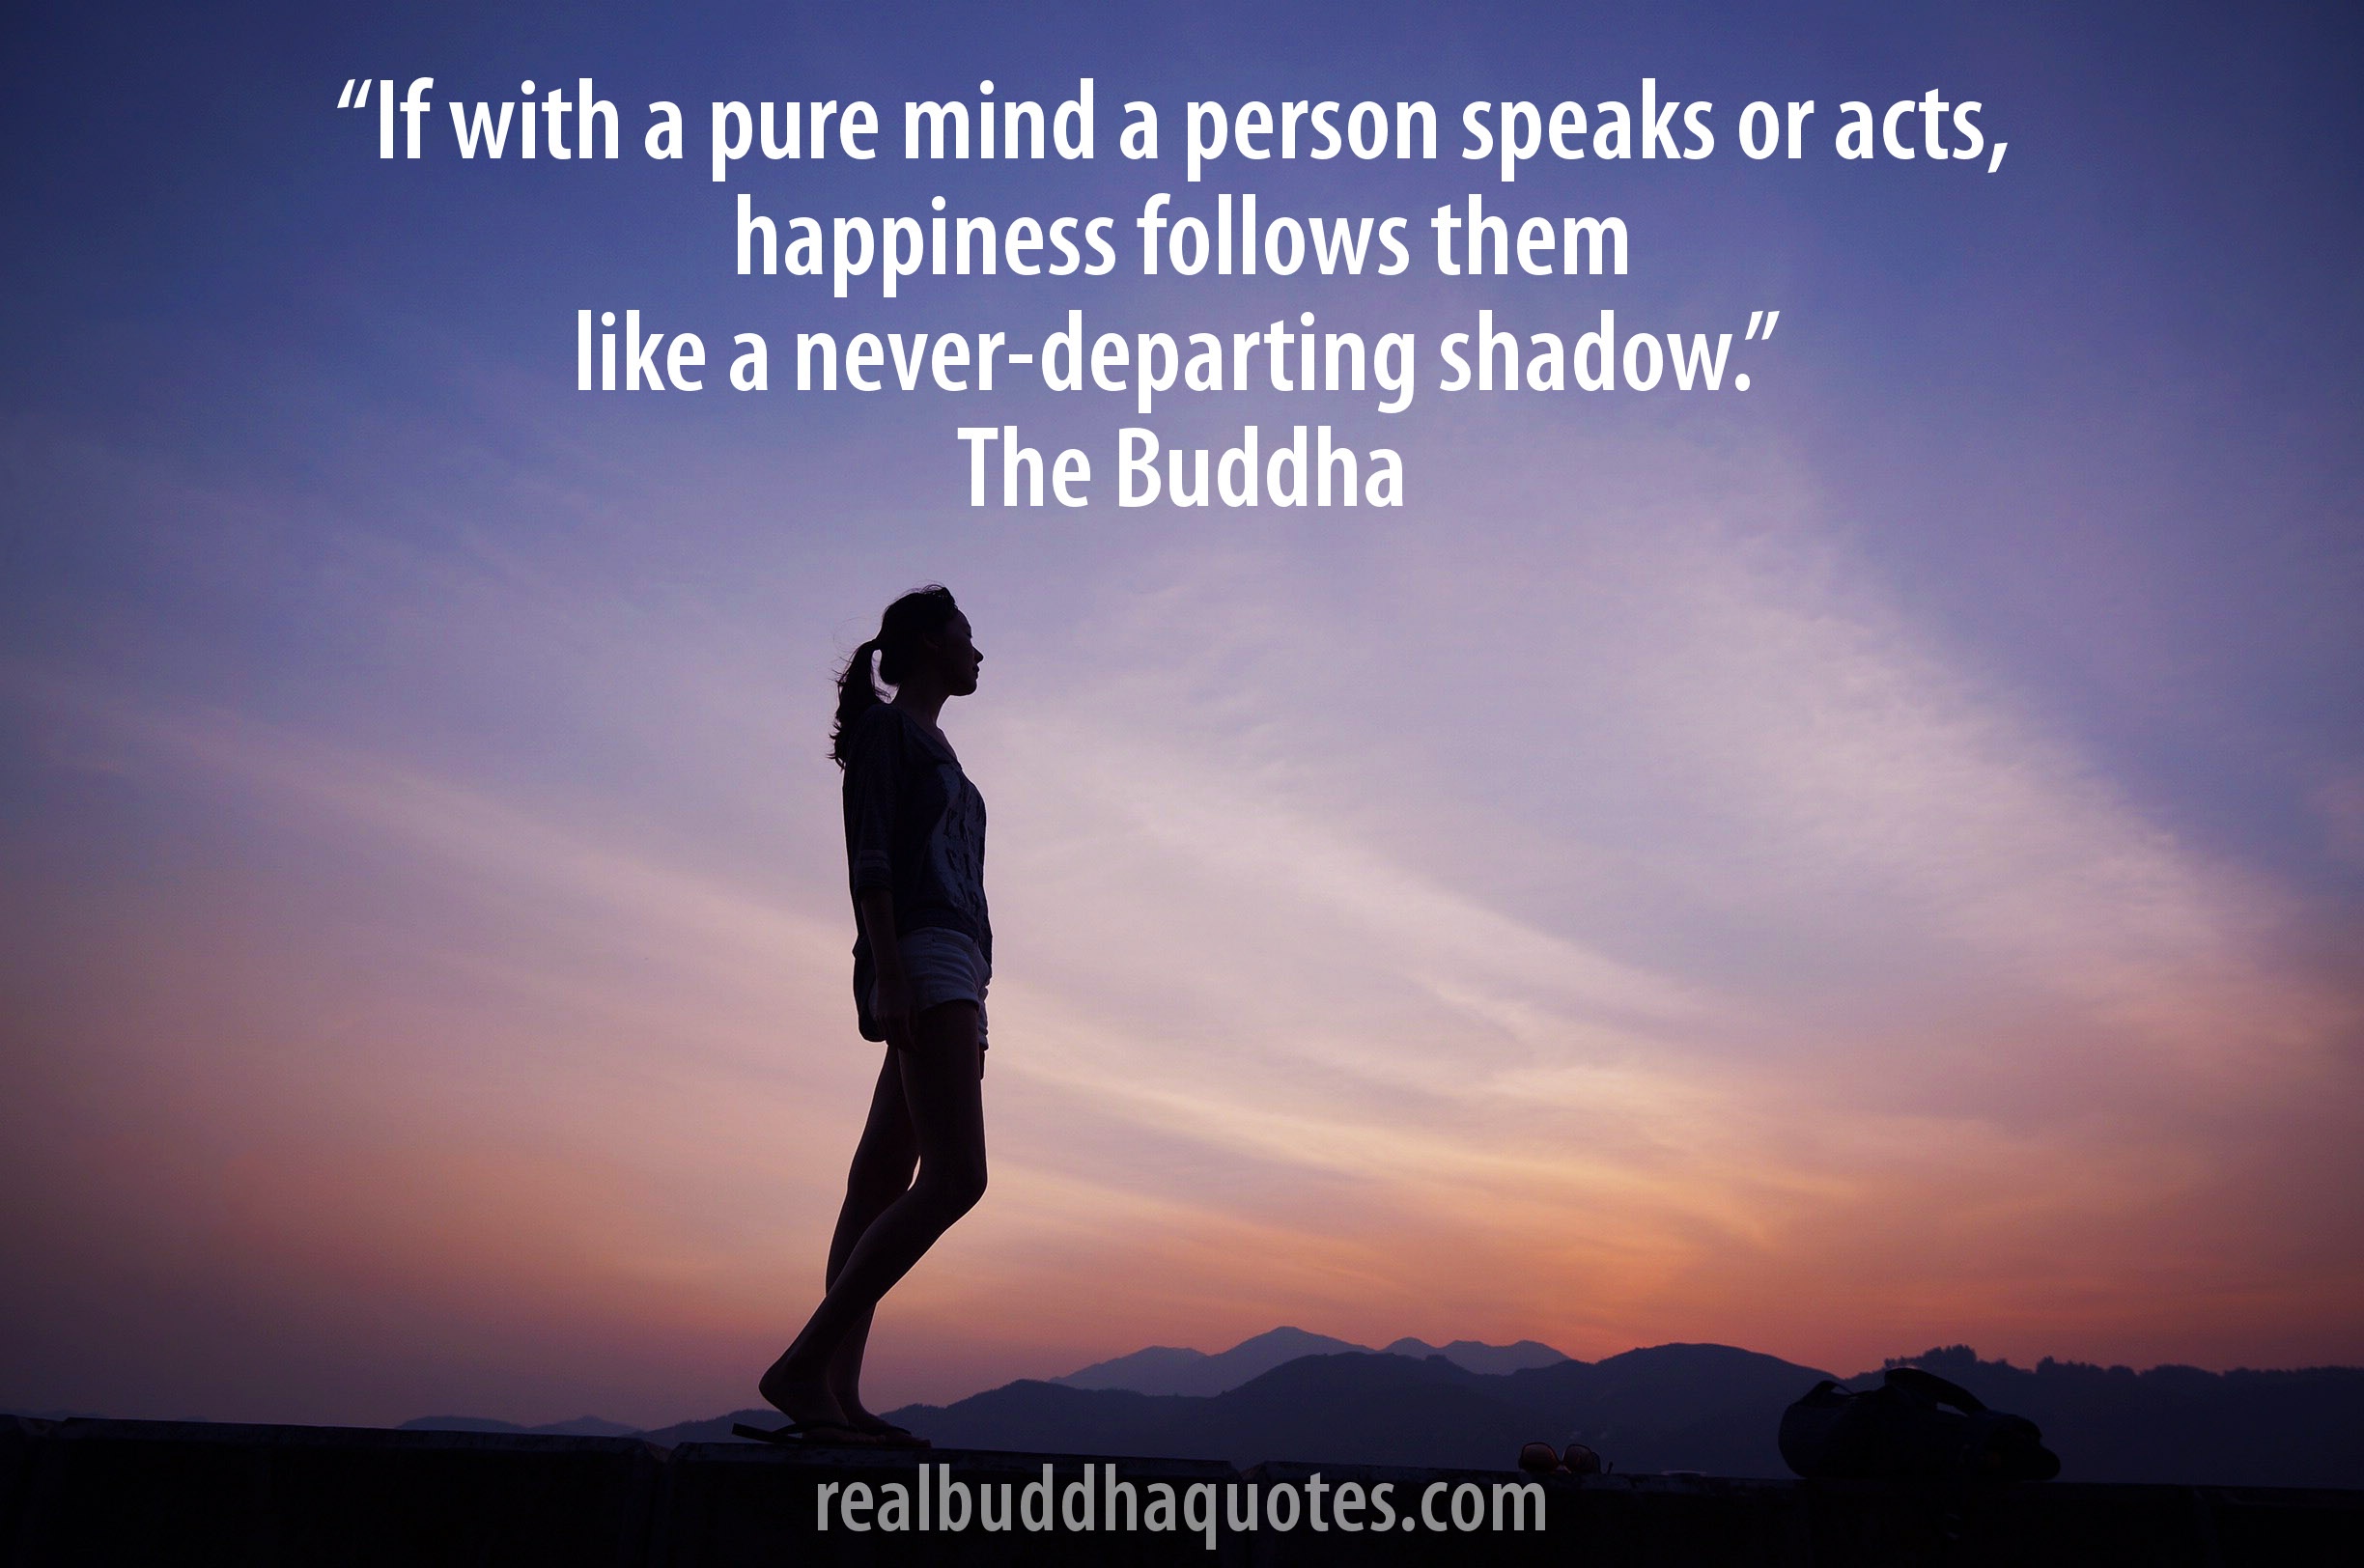 “If with a pure mind a person speaks or acts,
happiness follows them
like a never-departing shadow.”
The Buddha
realbuddhaquotes.com